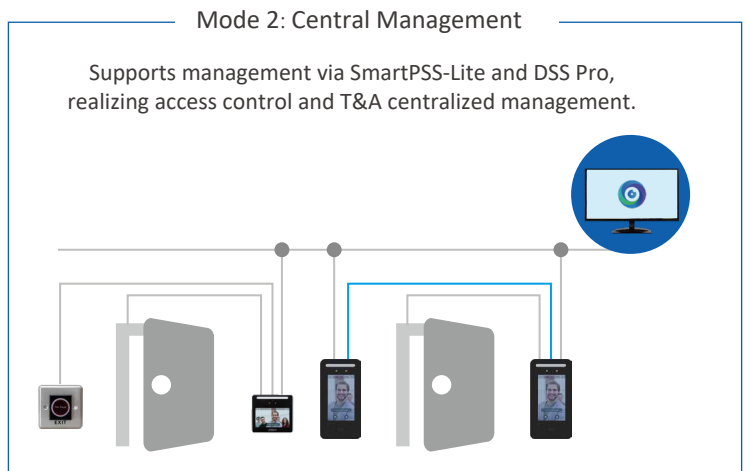 Mode 2: Central Management
Supports management via SmartPSS-Lite and DSS Pro,
realizing access control and T&A centralized management.
EXIT